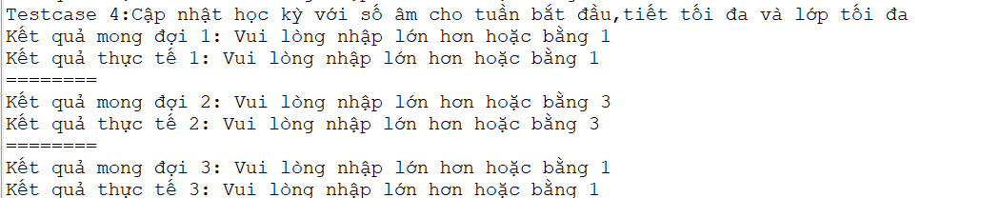 Testcase 4:Cập nhật học kỳ với số âm cho tuần bắt đầu,tiết tối đa và lớp tối đa
Kết quả mong đợi 1: Vui lòng nhập lớn hơn hoặc bằng 1
Kết quả thực tế 1: Vui lòng nhập lớn hơn hoặc bằng 1
========
Kết quả mong đợi 2: Vui lòng nhập lớn hơn hoặc bằng 3
Kết quả thực tế 2: Vui lòng nhập lớn hơn hoặc bằng 3
========
Kết quả mong đợi 3: Vui lòng nhập lớn hơn hoặc bằng 1
Kết quả thực tế 3: Vui lòng nhập lớn hơn hoặc bằng 1